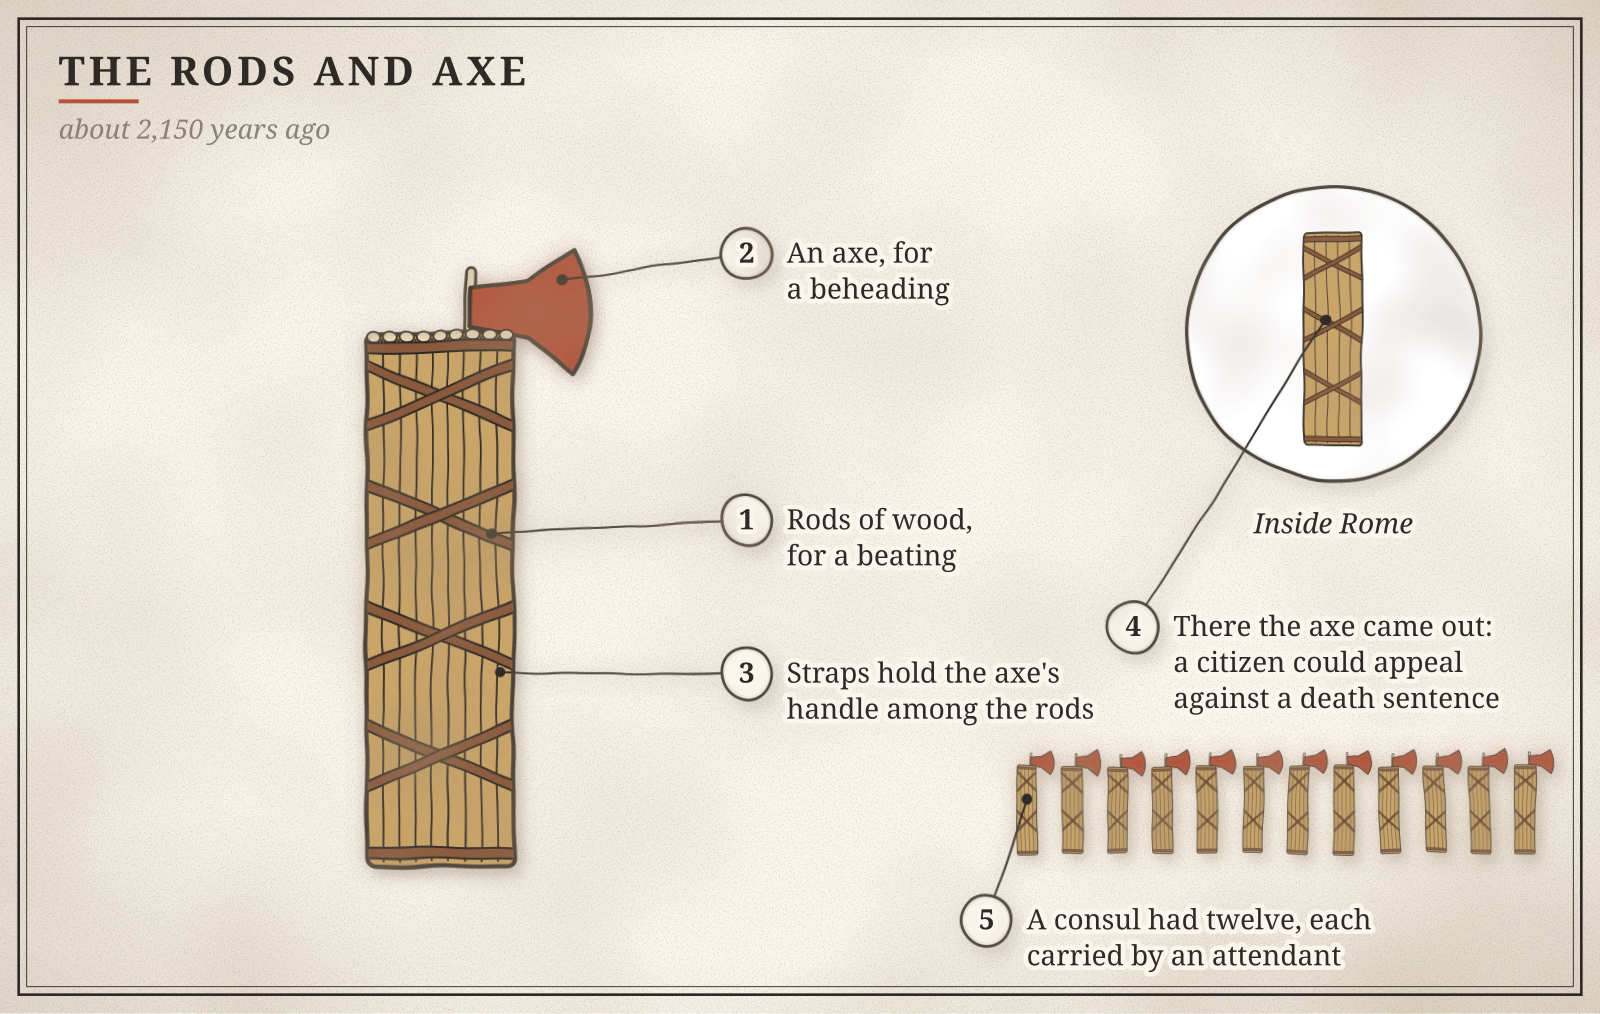 THE RODS AND AXE
about 2,150 years ago
2
An axe, for
a beheading
1
Rods of wood,
for a beating
3
Straps hold the axe's
handle among the rods
Inside Rome
4
There the axe came out:
a citizen could appeal
against a death sentence
5
A consul had twelve, each
carried by an attendant